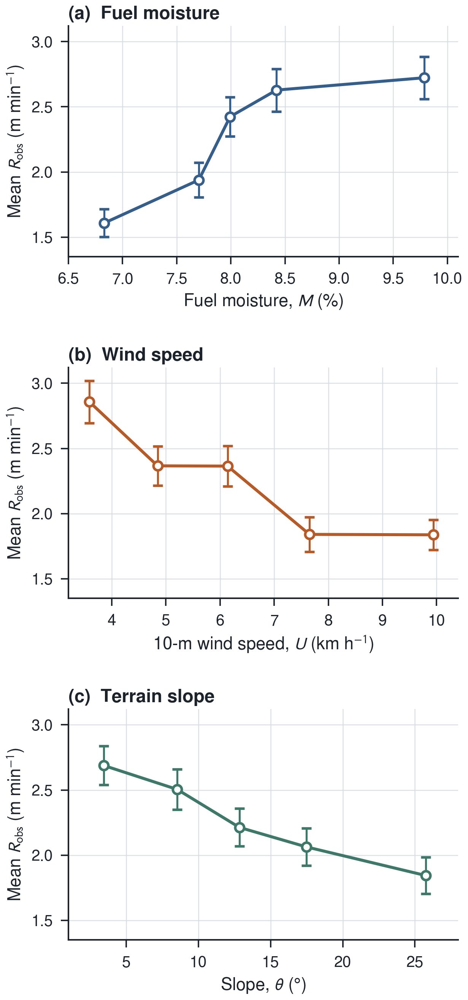 (a) Fuel moisture
3.0
2.5
2.0
1.5
Mean R_obs (m min⁻¹)
6.5 7.0 7.5 8.0 8.5 9.0 9.5 10.0
Fuel moisture, M (%)
(b) Wind speed
3.0
2.5
2.0
1.5
Mean R_obs (m min⁻¹)
4 5 6 7 8 9 10
10-m wind speed, U (km h⁻¹)
(c) Terrain slope
3.0
2.5
2.0
1.5
Mean R_obs (m min⁻¹)
5 10 15 20 25
Slope, θ (°)